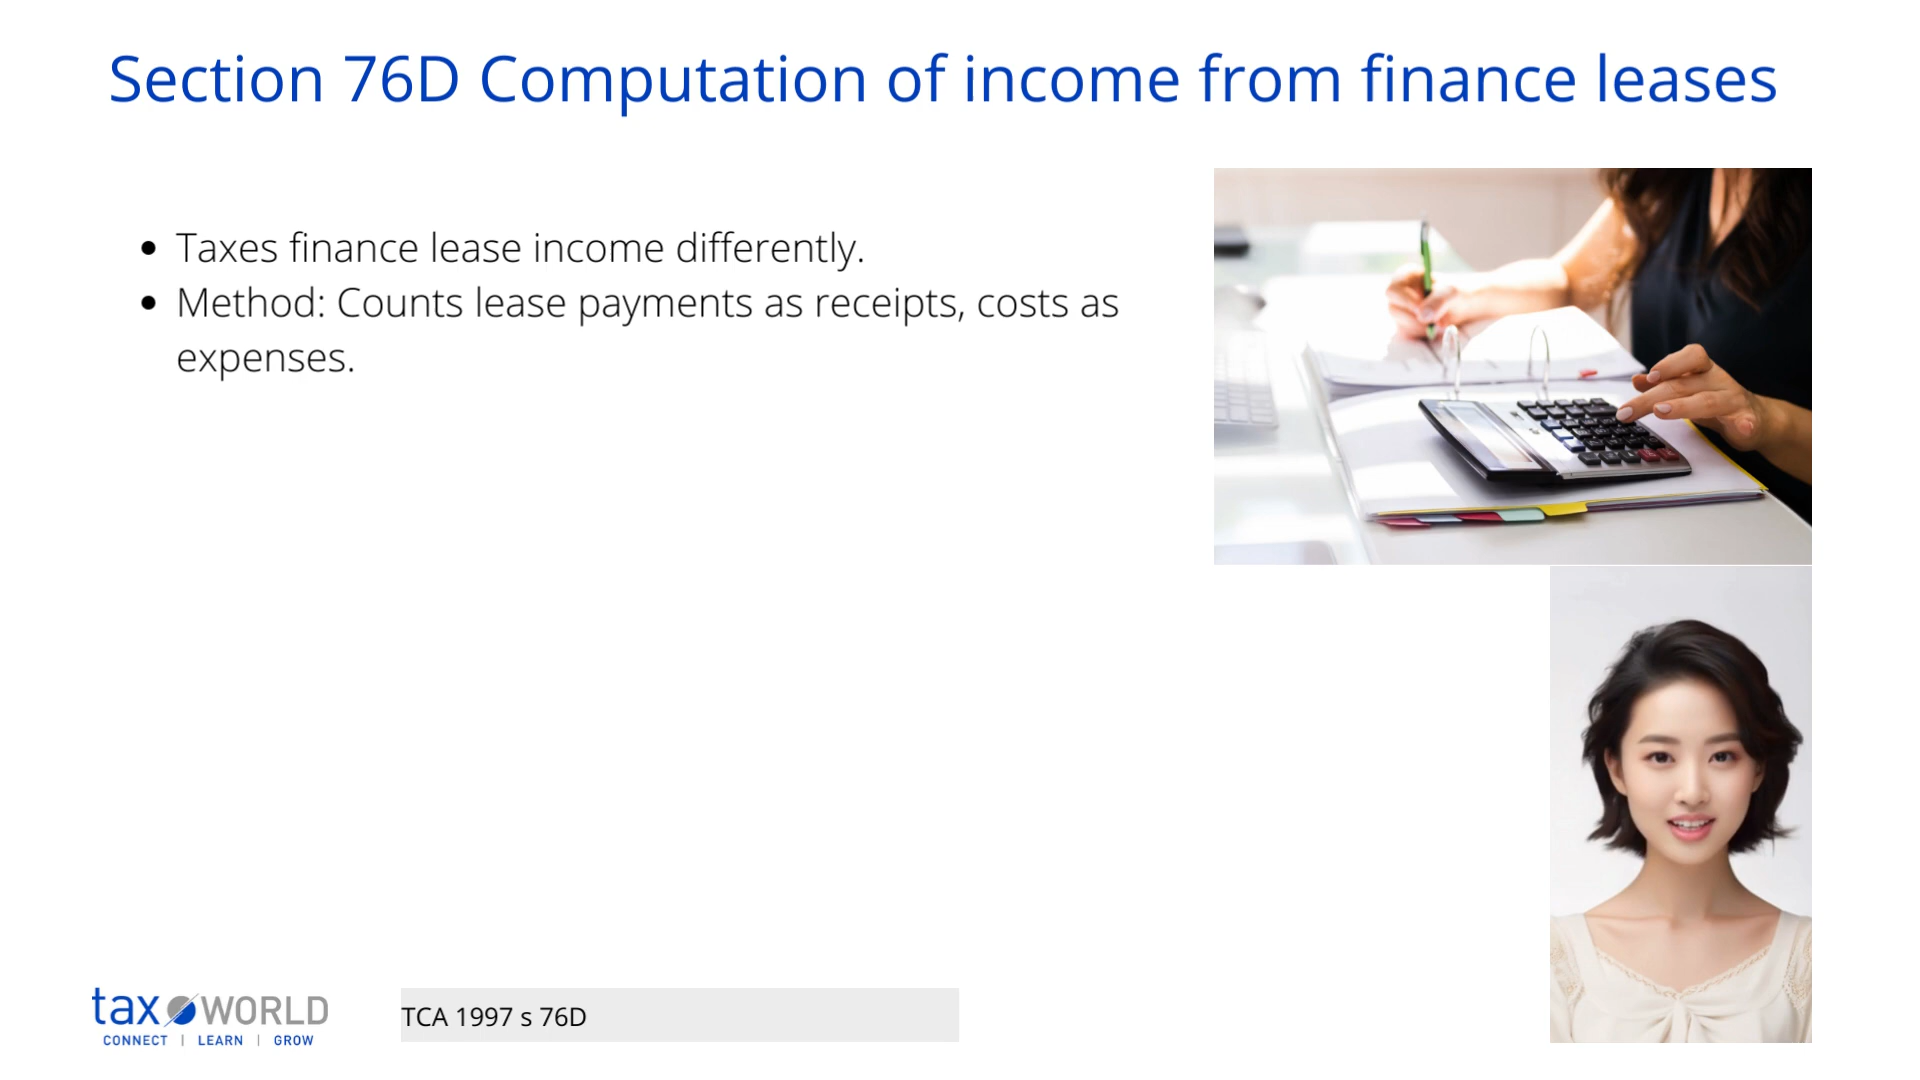 Section 76D Computation of income from finance leases
• Taxes finance lease income differently.
• Method: Counts lease payments as receipts, costs as
expenses.
tax WORLD
CONNECT | LEARN | GROW
TCA 1997 s 76D